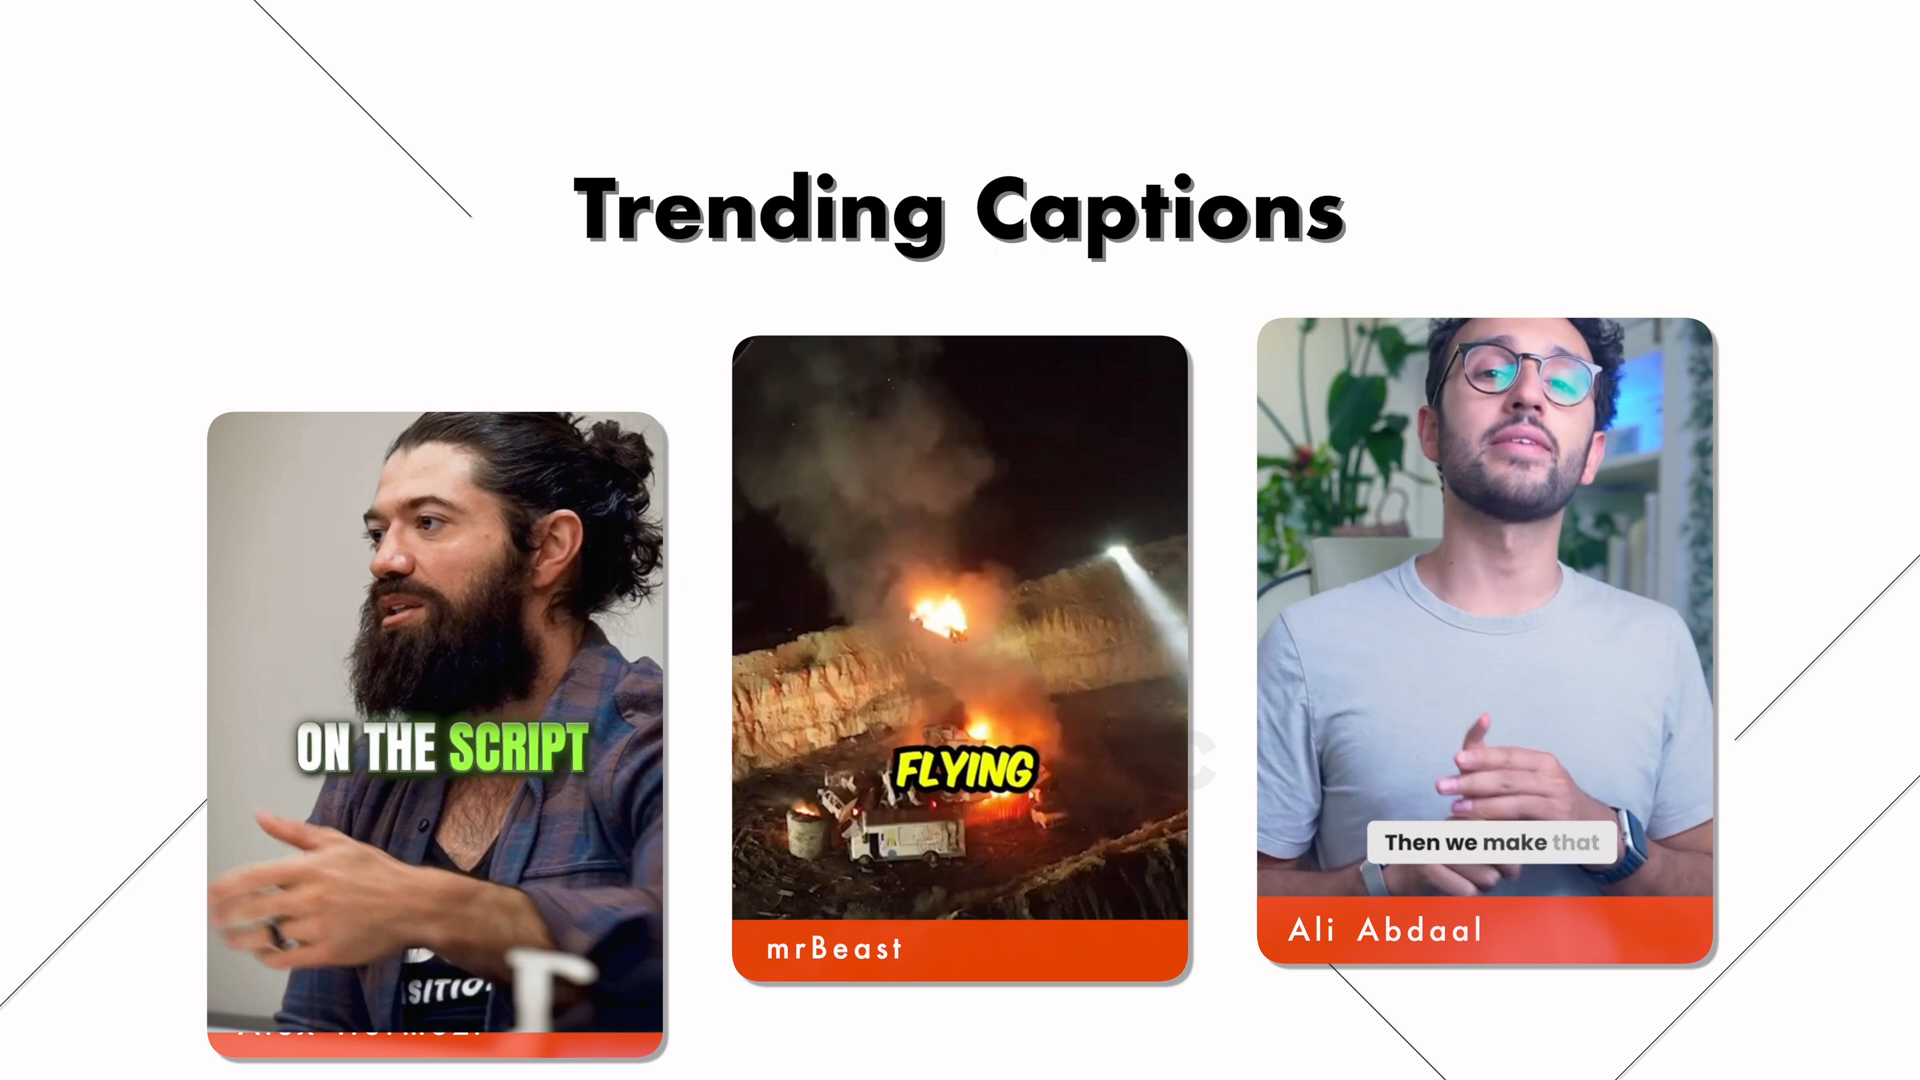 Trending Captions
ON THE SCRIPT
FLYING
Then we make that
mrBeast
Ali Abdaal